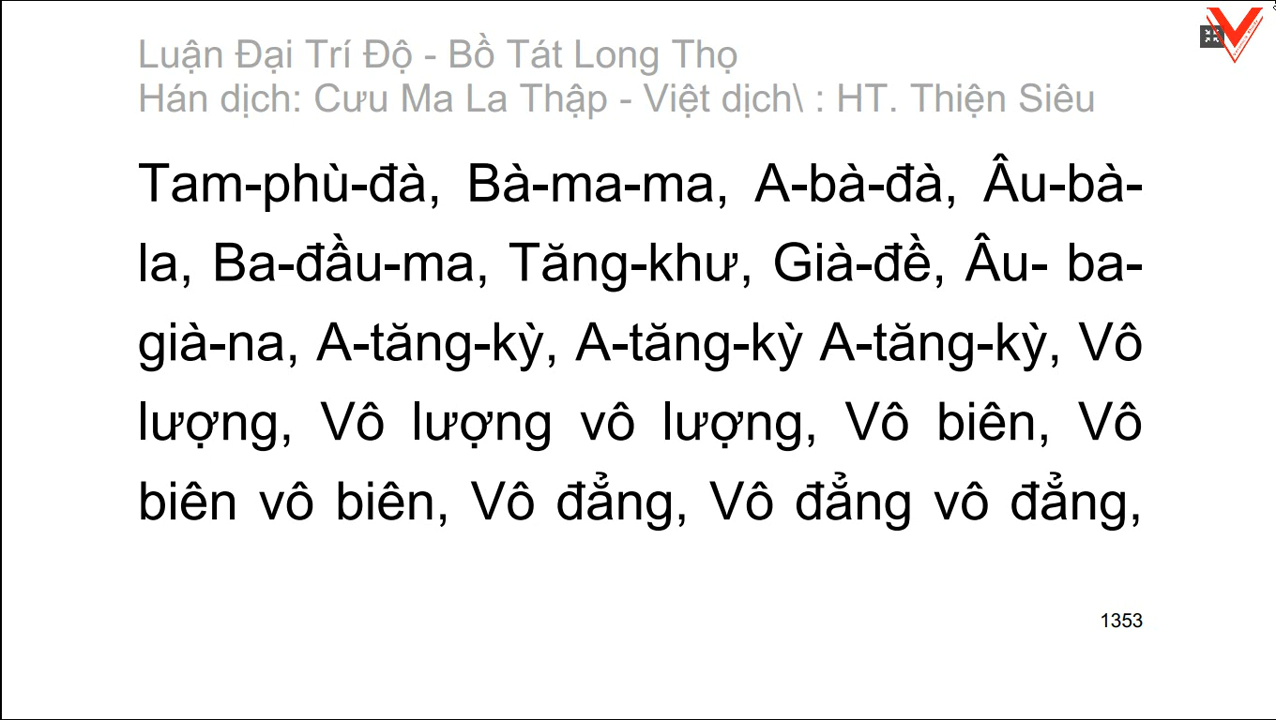 Luận Đại Trí Độ - Bồ Tát Long Thọ
Hán dịch: Cưu Ma La Thập - Việt dịch\ : HT. Thiện Siêu
Tam-phù-đà, Bà-ma-ma, A-bà-đà, Âu-bà-
la, Ba-đầu-ma, Tăng-khư, Già-đề, Âu- ba-
già-na, A-tăng-kỳ, A-tăng-kỳ A-tăng-kỳ, Vô
lượng, Vô lượng vô lượng, Vô biên, Vô
biên vô biên, Vô đẳng, Vô đẳng vô đẳng,
1353